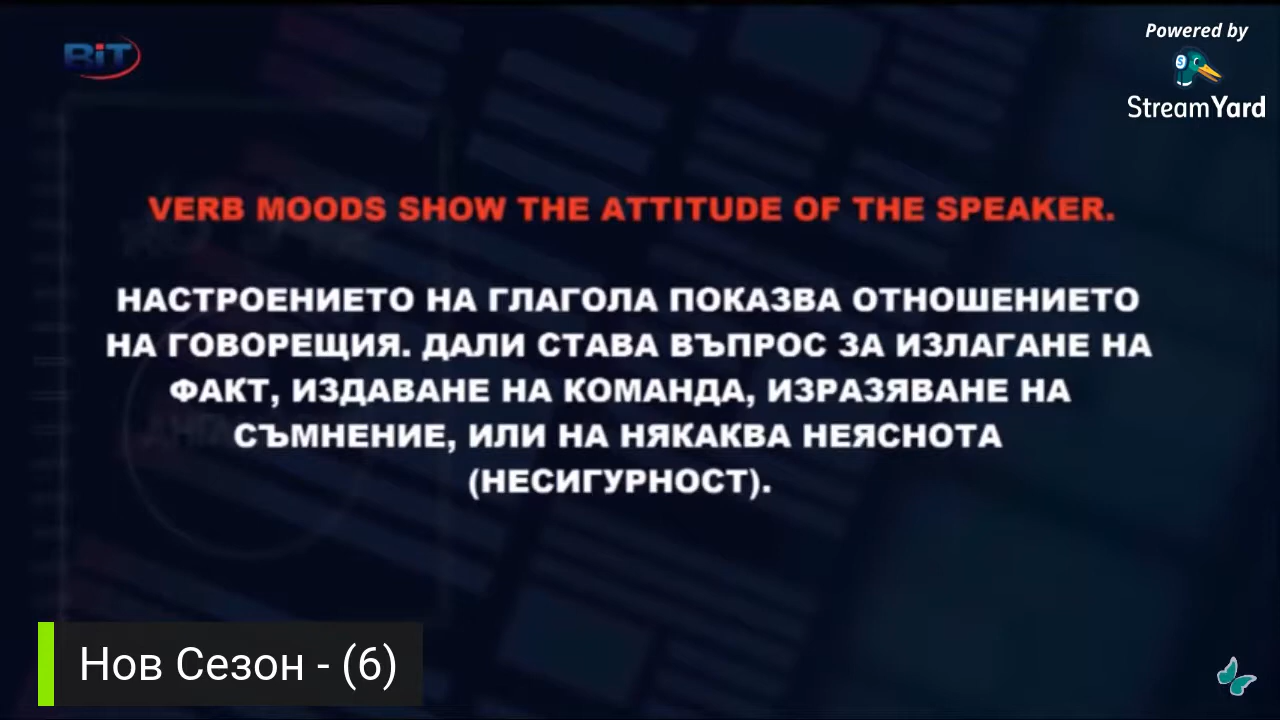 BiT
Powered by
StreamYard
VERB MOODS SHOW THE ATTITUDE OF THE SPEAKER.
НАСТРОЕНИЕТО НА ГЛАГОЛА ПОКАЗВА ОТНОШЕНИЕТО
НА ГОВОРЕЩИЯ. ДАЛИ СТАВА ВЪПРОС ЗА ИЗЛАГАНЕ НА
ФАКТ, ИЗДАВАНЕ НА КОМАНДА, ИЗРАЗЯВАНЕ НА
СЪМНЕНИЕ, ИЛИ НА НЯКАКВА НЕЯСНОТА
(НЕСИГУРНОСТ).
Нов Сезон - (6)